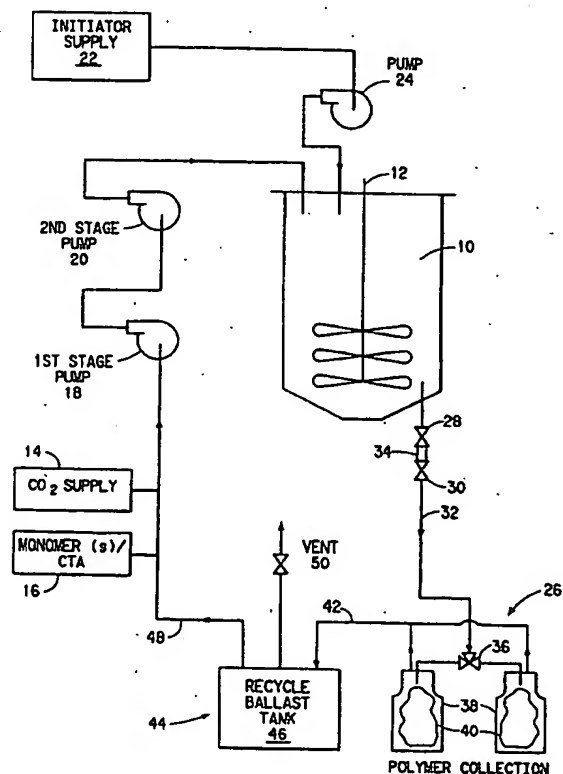 INITIATOR
SUPPLY
22
PUMP
24
12
2ND STAGE
PUMP
20
10
1ST STAGE
PUMP
18
28
34
30
14
CO2 SUPPLY
32
MONOMER (s)/
CTA
16
VENT
50
26
42
48
36
RECYCLE
BALLAST
TANK
46
44
38
40
POLYMER COLLECTION